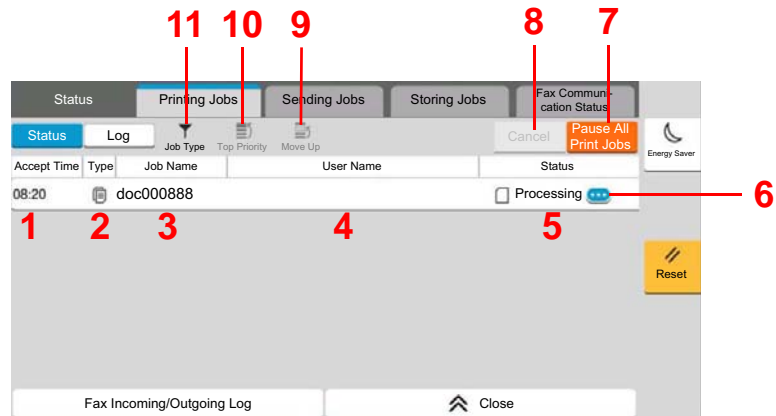 11 10 9 8 7
Status Printing Jobs Sending Jobs Storing Jobs Fax Communi-
cation Status
Status Log Job Type Top Priority Move Up Cancel Pause All
Print Jobs
Energy Saver
Accept Time Type Job Name User Name Status
08:20 doc000888 Processing 6
1 2 3 4 5
Reset
Fax Incoming/Outgoing Log Close